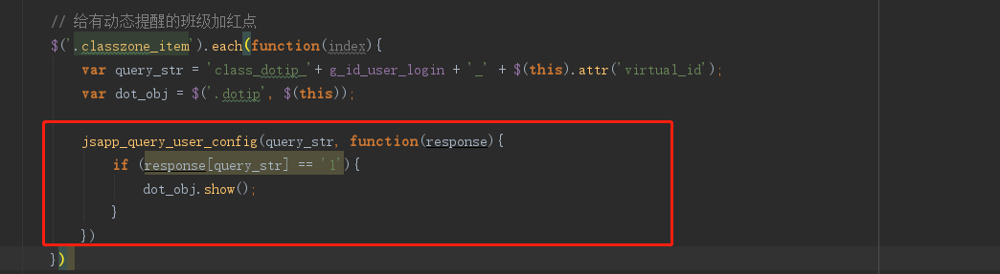 // 给有动态提醒的班级加红点
$('.classzone_item').each(function(index){
var query_str = 'class_dotip_'+ g_id_user_login + '_' + $(this).attr('virtual_id');
var dot_obj = $('.dotip', $(this));
jsapp_query_user_config(query_str, function(response){
if (response[query_str] == '1'){
dot_obj.show();
}
})
})